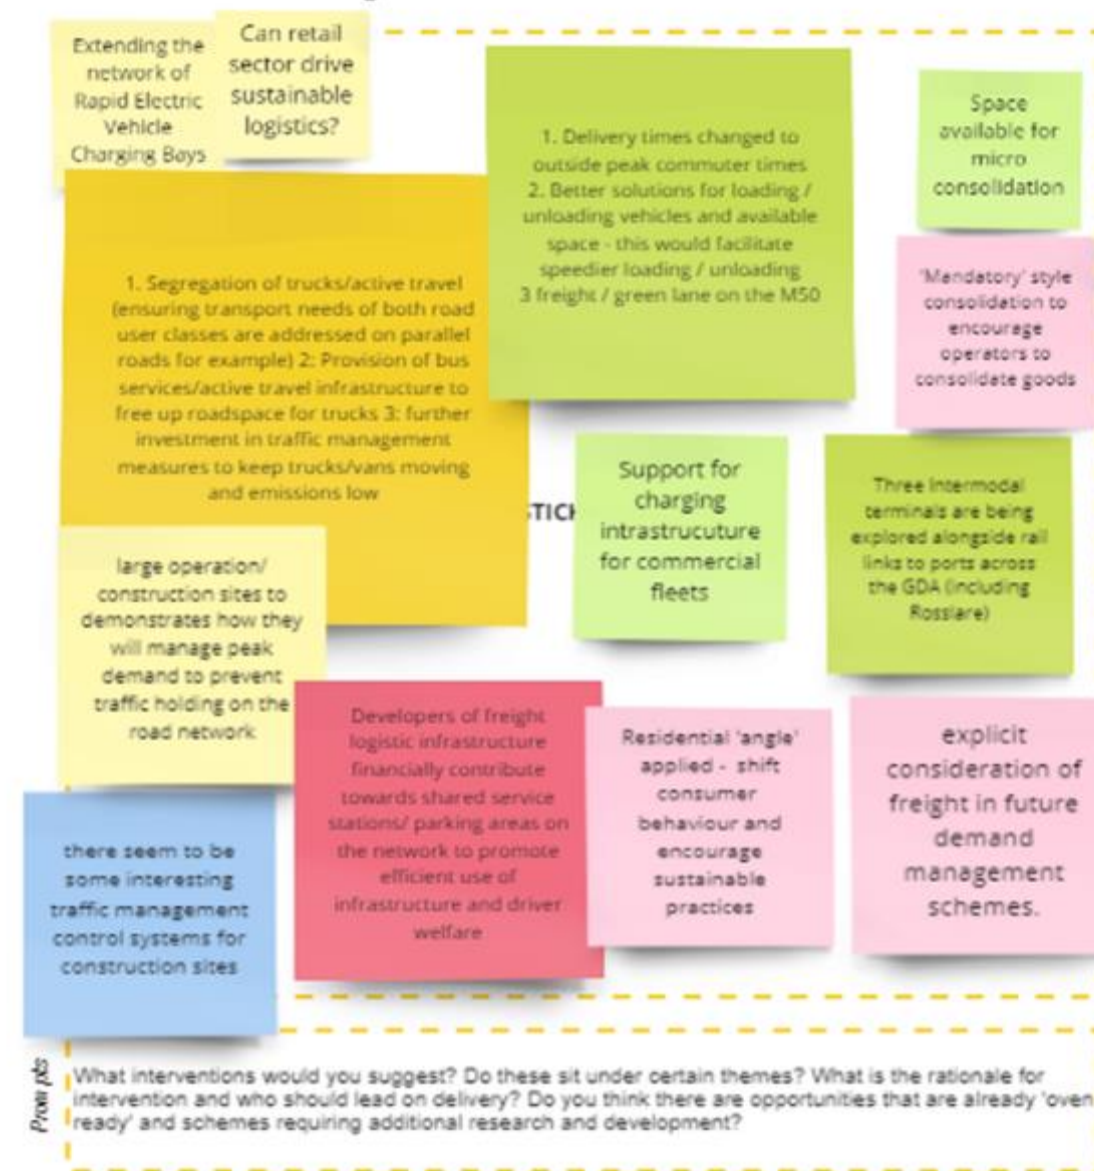 Extending the
network of
Rapid Electric
Vehicle
Charging Bays
Can retail
sector drive
sustainable
logistics?
1. Delivery times changed to
outside peak commuter times
2. Better solutions for loading /
unloading vehicles and available
space - this would facilitate
speedier loading / unloading
3 freight / green lane on the M50
Space
available for
micro
consolidation
1. Segregation of trucks/active travel
(ensuring transport needs of both road
user classes are addressed on parallel
roads for example) 2: Provision of bus
services/active travel infrastructure to
free up roadspace for trucks 3: further
investment in traffic management
measures to keep trucks/vans moving
and emissions low
'Mandatory' style
consolidation to
encourage
operators to
consolidate goods
TICK
Support for
charging
intrastrucuture
for commercial
fleets
Three Intermodal
terminals are being
explored alongside rail
links to ports across
the GDA (including
Rosslare)
large operation/
construction sites to
demonstrates how they
will manage peak
demand to prevent
traffic holding on the
road network
Developers of freight
logistic infrastructure
financially contribute
towards shared service
stations/ parking areas on
the network to promote
efficient use of
infrastructure and driver
welfare
Residential 'angle'
applied - shift
consumer
behaviour and
encourage
sustainable
practices
explicit
consideration of
freight in future
demand
management
schemes.
there seem to be
some interesting
traffic management
control systems for
construction sites
Prompts
What interventions would you suggest? Do these sit under certain themes? What is the rationale for
intervention and who should lead on delivery? Do you think there are opportunities that are already 'oven
ready' and schemes requiring additional research and development?